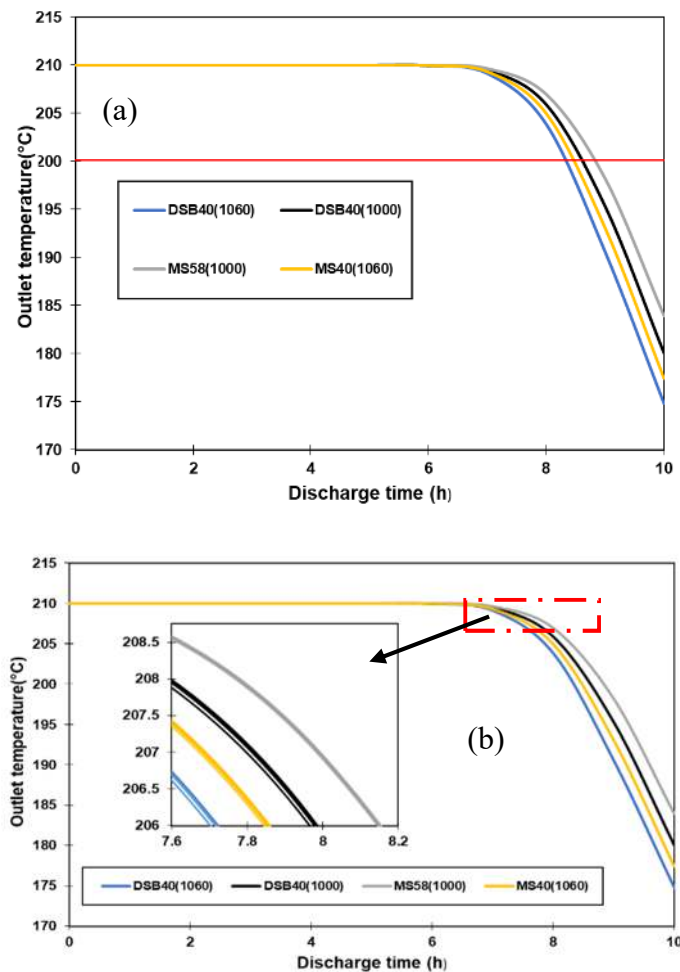 215
210
205
200
195
190
185
180
175
170
Outlet temperature(°C)
(a)
DSB40(1060) DSB40(1000)
MS58(1000) MS40(1060)
0 2 4 6 8 10
Discharge time (h)
215
210
205
200
195
190
185
180
175
170
Outlet temperature(°C)
208.5
208
207.5
207
206.5
206
7.6 7.8 8 8.2
(b)
DSB40(1060) DSB40(1000) MS58(1000) MS40(1060)
0 2 4 6 8 10
Discharge time (h)